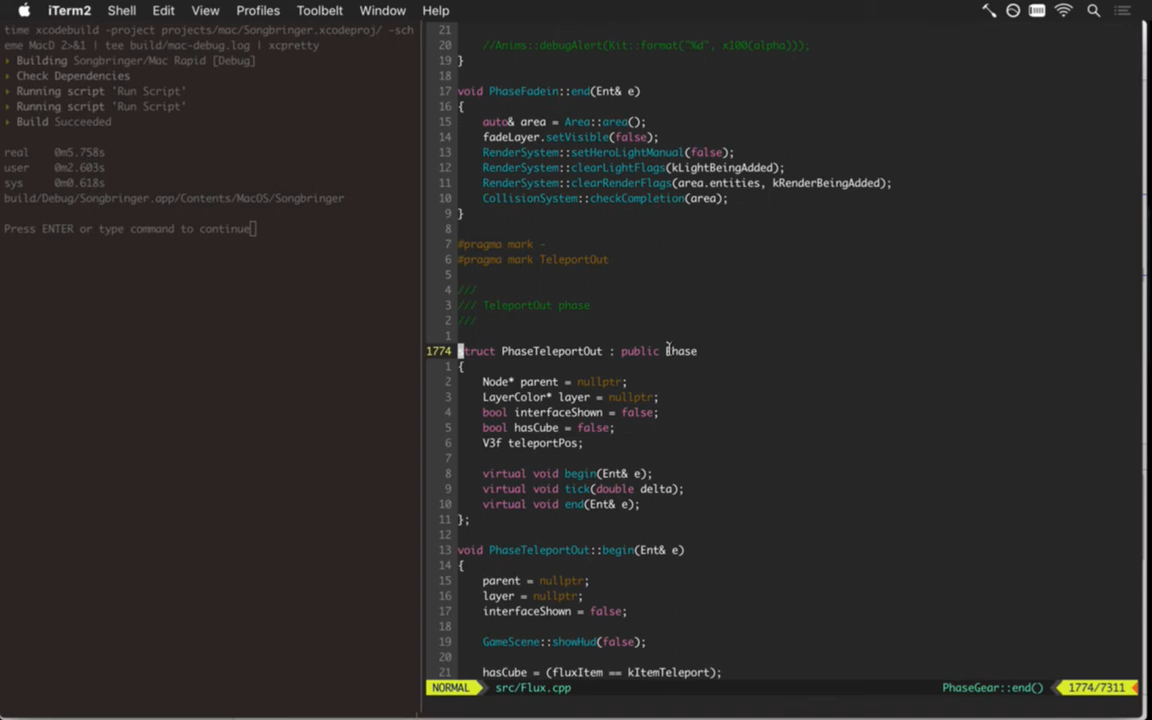 iTerm2 Shell Edit View Profiles Toolbelt Window Help
time xcodebuild -project projects/mac/Songbringer.xcodeproj/ -sch
eme MacD 2>&1 | tee build/mac-debug.log | xcpretty
▸ Building Songbringer/Mac Rapid [Debug]
▸ Check Dependencies
▸ Running script 'Run Script'
▸ Running script 'Run Script'
▸ Build Succeeded
real 0m5.758s
user 0m2.603s
sys 0m0.618s
build/Debug/Songbringer.app/Contents/MacOS/Songbringer
Press ENTER or type command to continue
21
20 //Anims::debugAlert(Kit::format("%d", x100(alpha)));
19 }
18
17 void PhaseFadein::end(Ent& e)
16 {
15 auto& area = Area::area();
14 fadeLayer.setVisible(false);
13 RenderSystem::setHeroLightManual(false);
12 RenderSystem::clearLightFlags(kLightBeingAdded);
11 RenderSystem::clearRenderFlags(area.entities, kRenderBeingAdded);
10 CollisionSystem::checkCompletion(area);
9 }
8
7 #pragma mark -
6 #pragma mark TeleportOut
5
4 ///
3 /// TeleportOut phase
2 ///
1
1774 struct PhaseTeleportOut : public Phase
1 {
2 Node* parent = nullptr;
3 LayerColor* layer = nullptr;
4 bool interfaceShown = false;
5 bool hasCube = false;
6 V3f teleportPos;
7
8 virtual void begin(Ent& e);
9 virtual void tick(double delta);
10 virtual void end(Ent& e);
11 };
12
13 void PhaseTeleportOut::begin(Ent& e)
14 {
15 parent = nullptr;
16 layer = nullptr;
17 interfaceShown = false;
18
19 GameScene::showHud(false);
20
21 hasCube = (fluxItem == kItemTeleport);
NORMAL src/Flux.cpp PhaseGear::end() 1774/7311